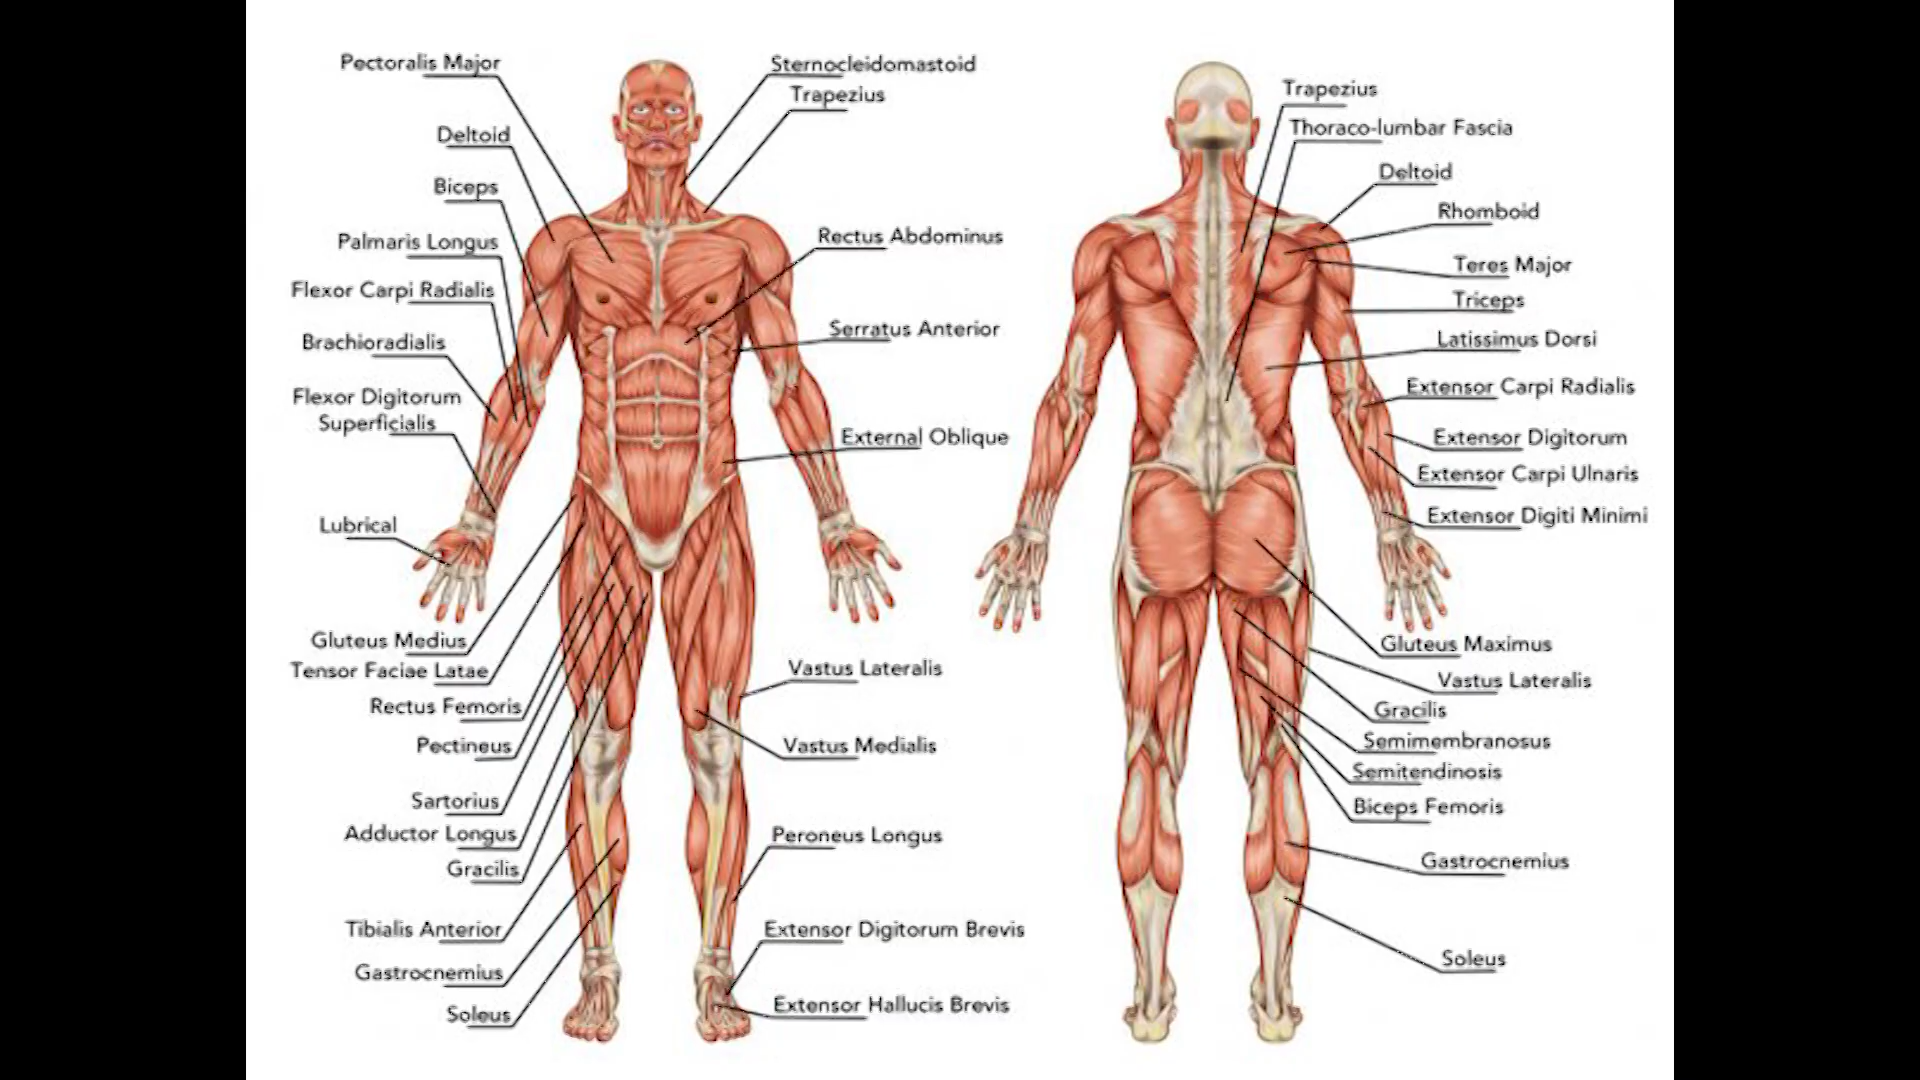 Pectoralis Major
Deltoid
Biceps
Palmaris Longus
Flexor Carpi Radialis
Brachioradialis
Flexor Digitorum
Superficialis
Lubrical
Gluteus Medius
Tensor Faciae Latae
Rectus Femoris
Pectineus
Sartorius
Adductor Longus
Gracilis
Tibialis Anterior
Gastrocnemius
Soleus
Sternocleidomastoid
Trapezius
Rectus Abdominus
Serratus Anterior
External Oblique
Vastus Lateralis
Vastus Medialis
Peroneus Longus
Extensor Digitorum Brevis
Extensor Hallucis Brevis
Trapezius
Thoraco-lumbar Fascia
Deltoid
Rhomboid
Teres Major
Triceps
Latissimus Dorsi
Extensor Carpi Radialis
Extensor Digitorum
Extensor Carpi Ulnaris
Extensor Digiti Minimi
Gluteus Maximus
Vastus Lateralis
Gracilis
Semimembranosus
Semitendinosis
Biceps Femoris
Gastrocnemius
Soleus